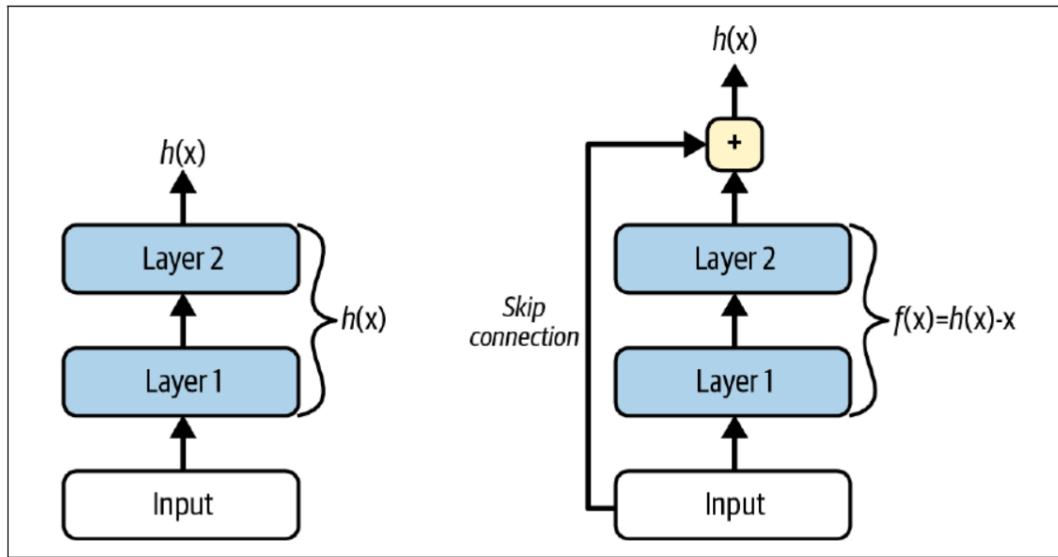 h(x)
Layer 2
Layer 1
h(x)
Input
h(x)
+
Layer 2
Skip
connection
f(x)=h(x)-x
Layer 1
Input